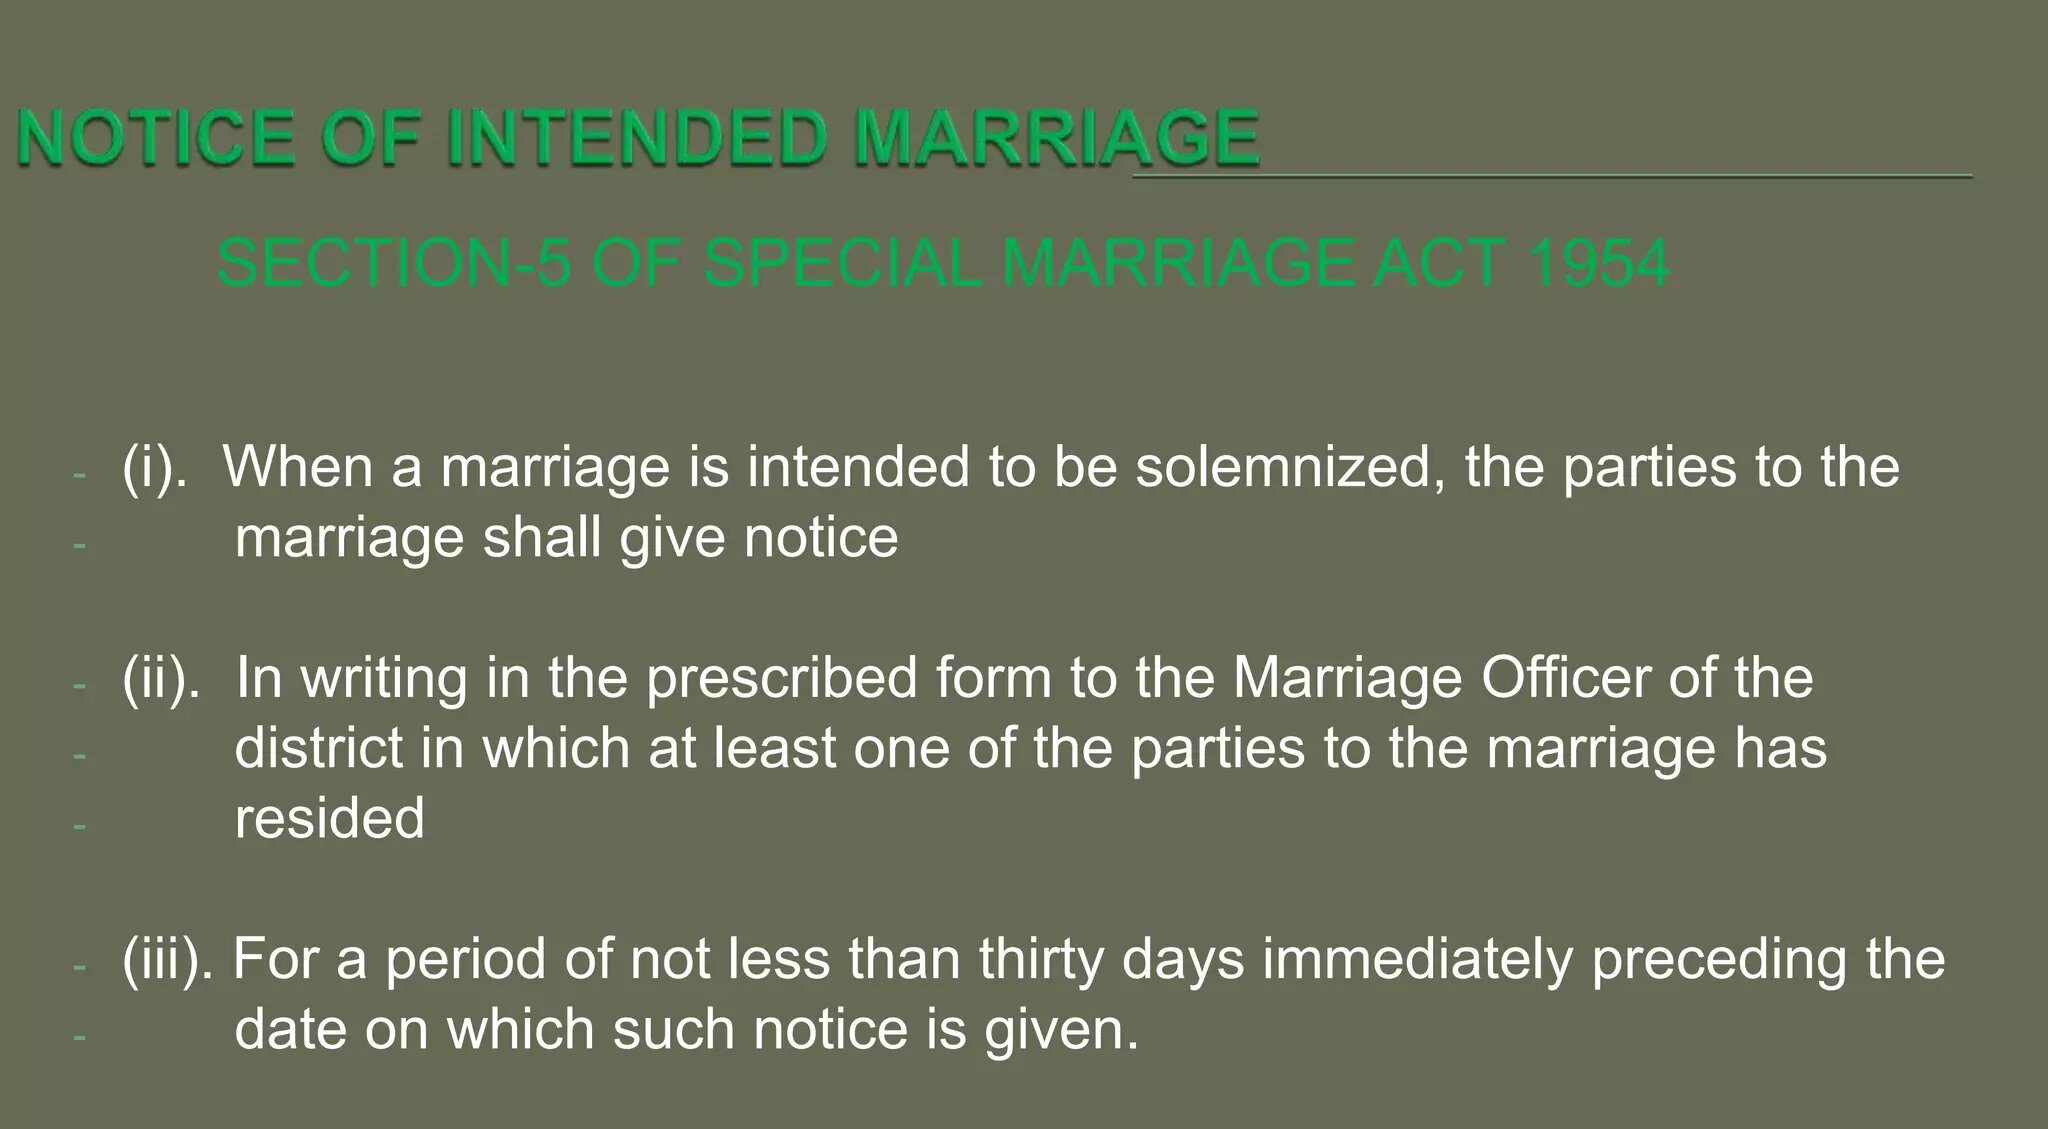 NOTICE OF INTENDED MARRIAGE
SECTION-5 OF SPECIAL MARRIAGE ACT 1954
- (i). When a marriage is intended to be solemnized, the parties to the
- marriage shall give notice
- (ii). In writing in the prescribed form to the Marriage Officer of the
- district in which at least one of the parties to the marriage has
- resided
- (iii). For a period of not less than thirty days immediately preceding the
- date on which such notice is given.